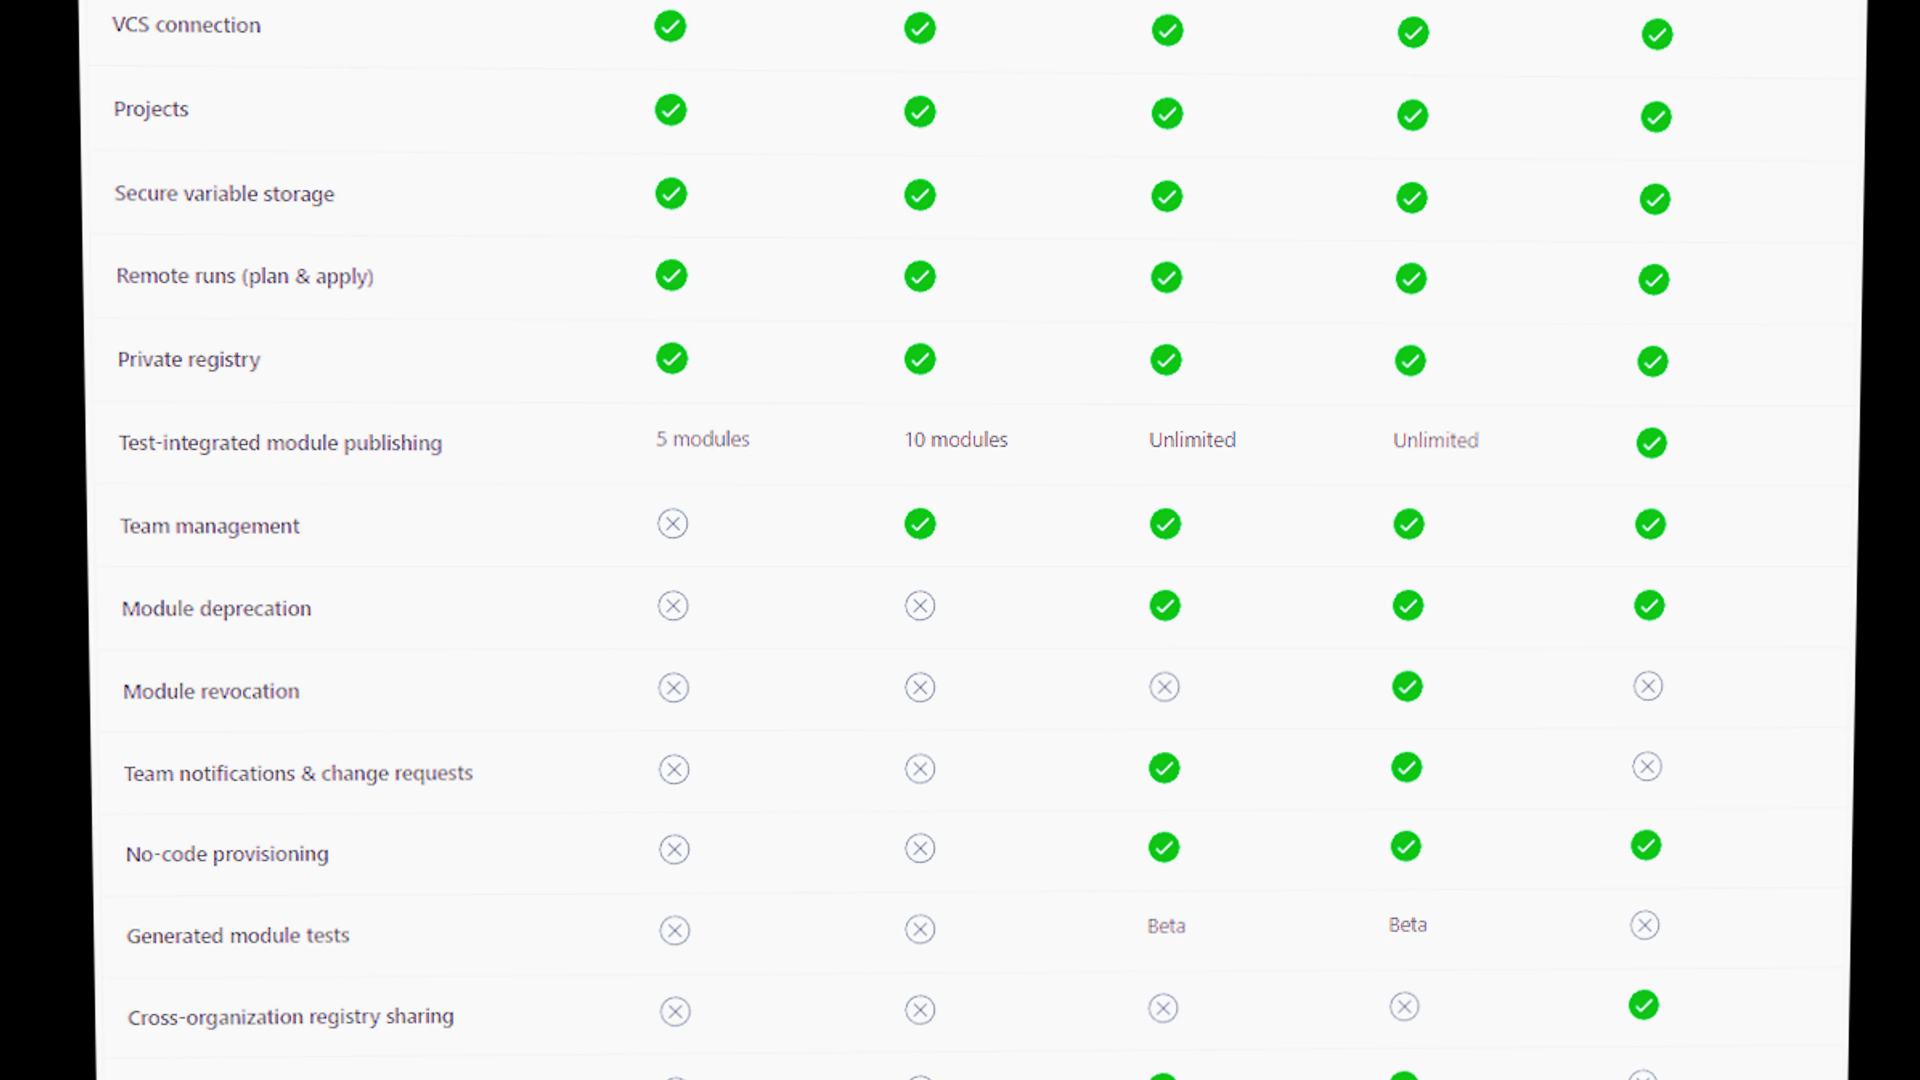 VCS connection
Projects
Secure variable storage
Remote runs (plan & apply)
Private registry
Test-integrated module publishing 5 modules 10 modules Unlimited Unlimited
Team management
Module deprecation
Module revocation
Team notifications & change requests
No-code provisioning
Generated module tests Beta Beta
Cross-organization registry sharing